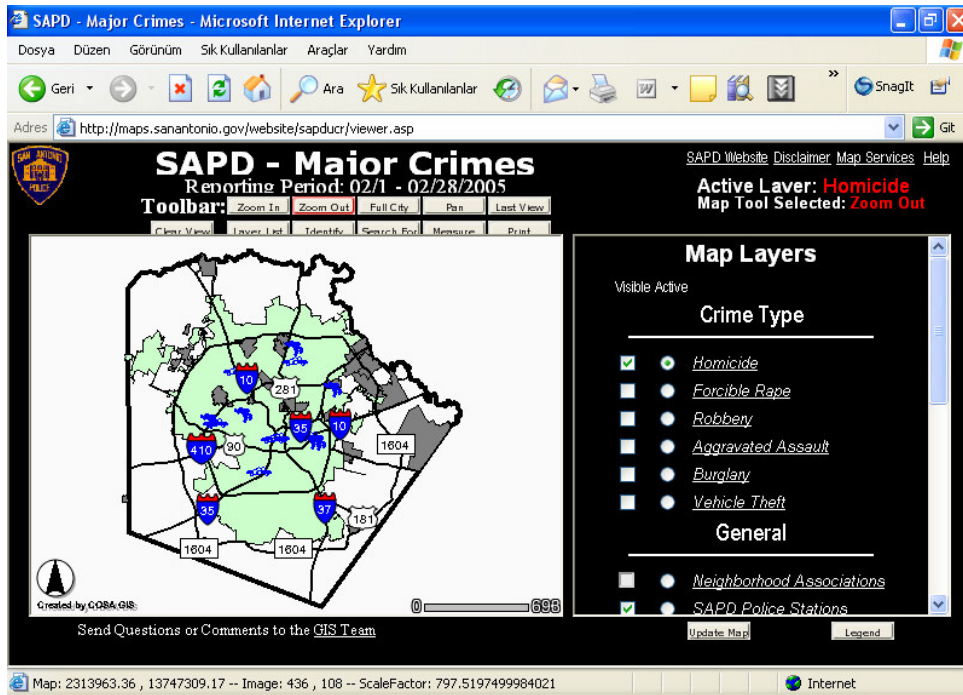 SAPD - Major Crimes - Microsoft Internet Explorer
Dosya Düzen Görünüm Sık Kullanılanlar Araçlar Yardım
Geri Ara Sık Kullanılanlar W » SnagIt
Adres http://maps.sanantonio.gov/website/sapducr/viewer.asp Git
SAN ANTONIO
POLICE
SAPD - Major Crimes
Reporting Period: 02/1 - 02/28/2005
SAPD Website Disclaimer Map Services Help
Active Layer: Homicide
Map Tool Selected: Zoom Out
Toolbar: Zoom In Zoom Out Full City Pan Last View
Clear View Layer List Identify Search For Measure Print
10
281
35
10
410
90
1604
35
37
181
1604
1604
Created by COSA GIS
0 698
Map Layers
Visible Active
Crime Type
Homicide
Forcible Rape
Robbery
Aggravated Assault
Burglary
Vehicle Theft
General
Neighborhood Associations
SAPD Police Stations
Send Questions or Comments to the GIS Team
Update Map Legend
Map: 2313963.36 , 13747309.17 -- Image: 436 , 108 -- ScaleFactor: 797.5197499984021
Internet